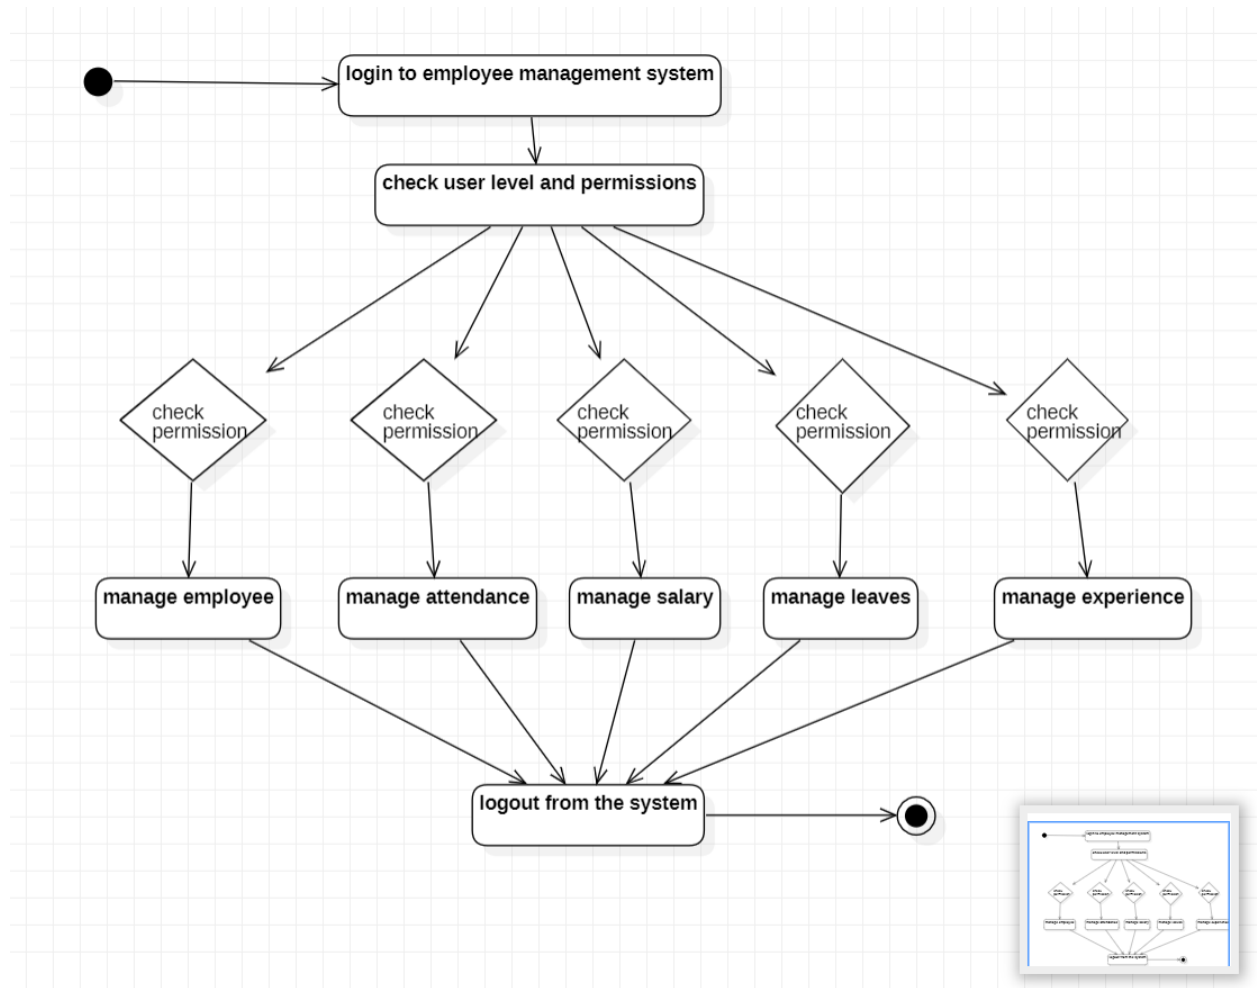 login to employee management system
check user level and permissions
check
permission
check
permission
check
permission
check
permission
check
permission
manage employee
manage attendance
manage salary
manage leaves
manage experience
logout from the system